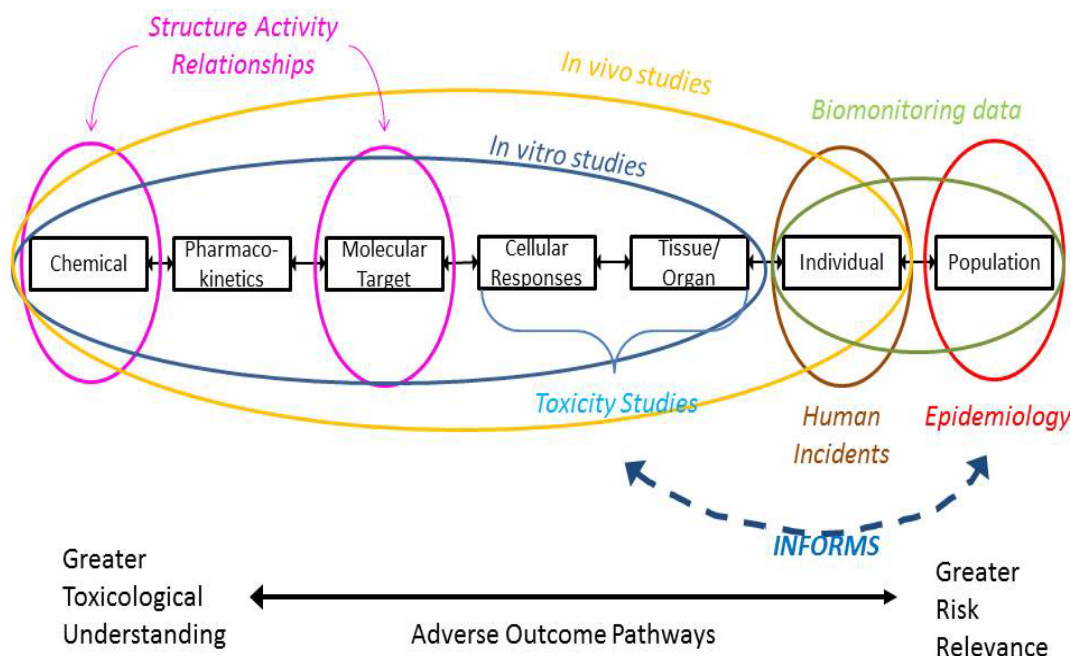 Structure Activity
Relationships
In vivo studies
Biomonitoring data
In vitro studies
Chemical
Pharmaco-
kinetics
Molecular
Target
Cellular
Responses
Tissue/
Organ
Individual
Population
Toxicity Studies
Human
Incidents
Epidemiology
INFORMS
Greater
Toxicological
Understanding
Adverse Outcome Pathways
Greater
Risk
Relevance